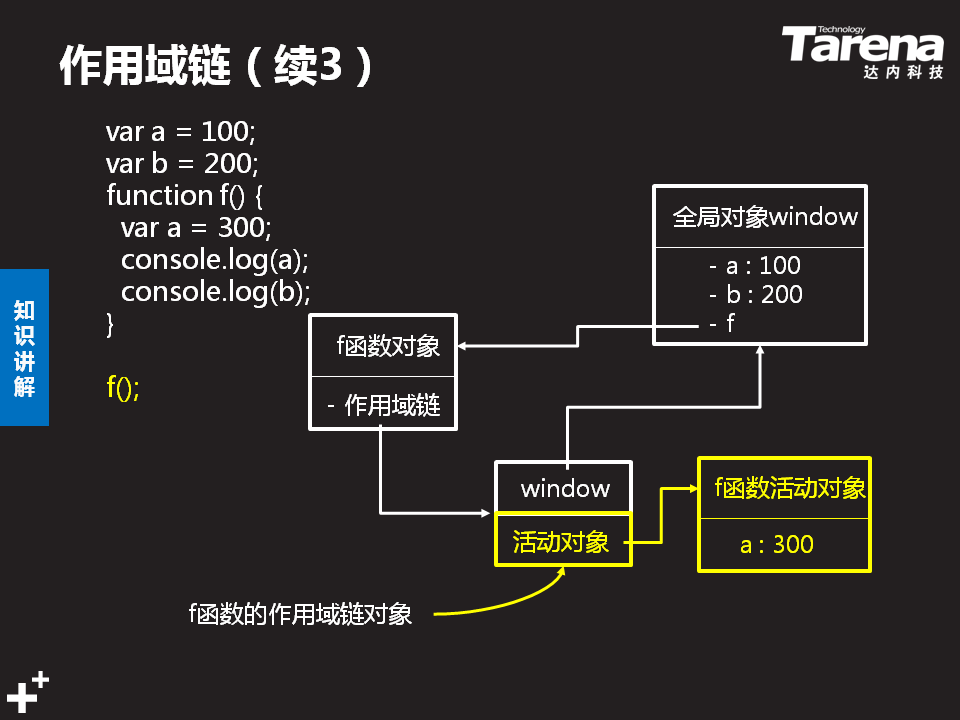 作用域链（续3）
Technology
Tarena
达内科技
var a = 100;
var b = 200;
function f() {
var a = 300;
console.log(a);
console.log(b);
}
f();
知识讲解
全局对象window
- a : 100
- b : 200
- f
f函数对象
- 作用域链
window
活动对象
f函数活动对象
a : 300
f函数的作用域链对象